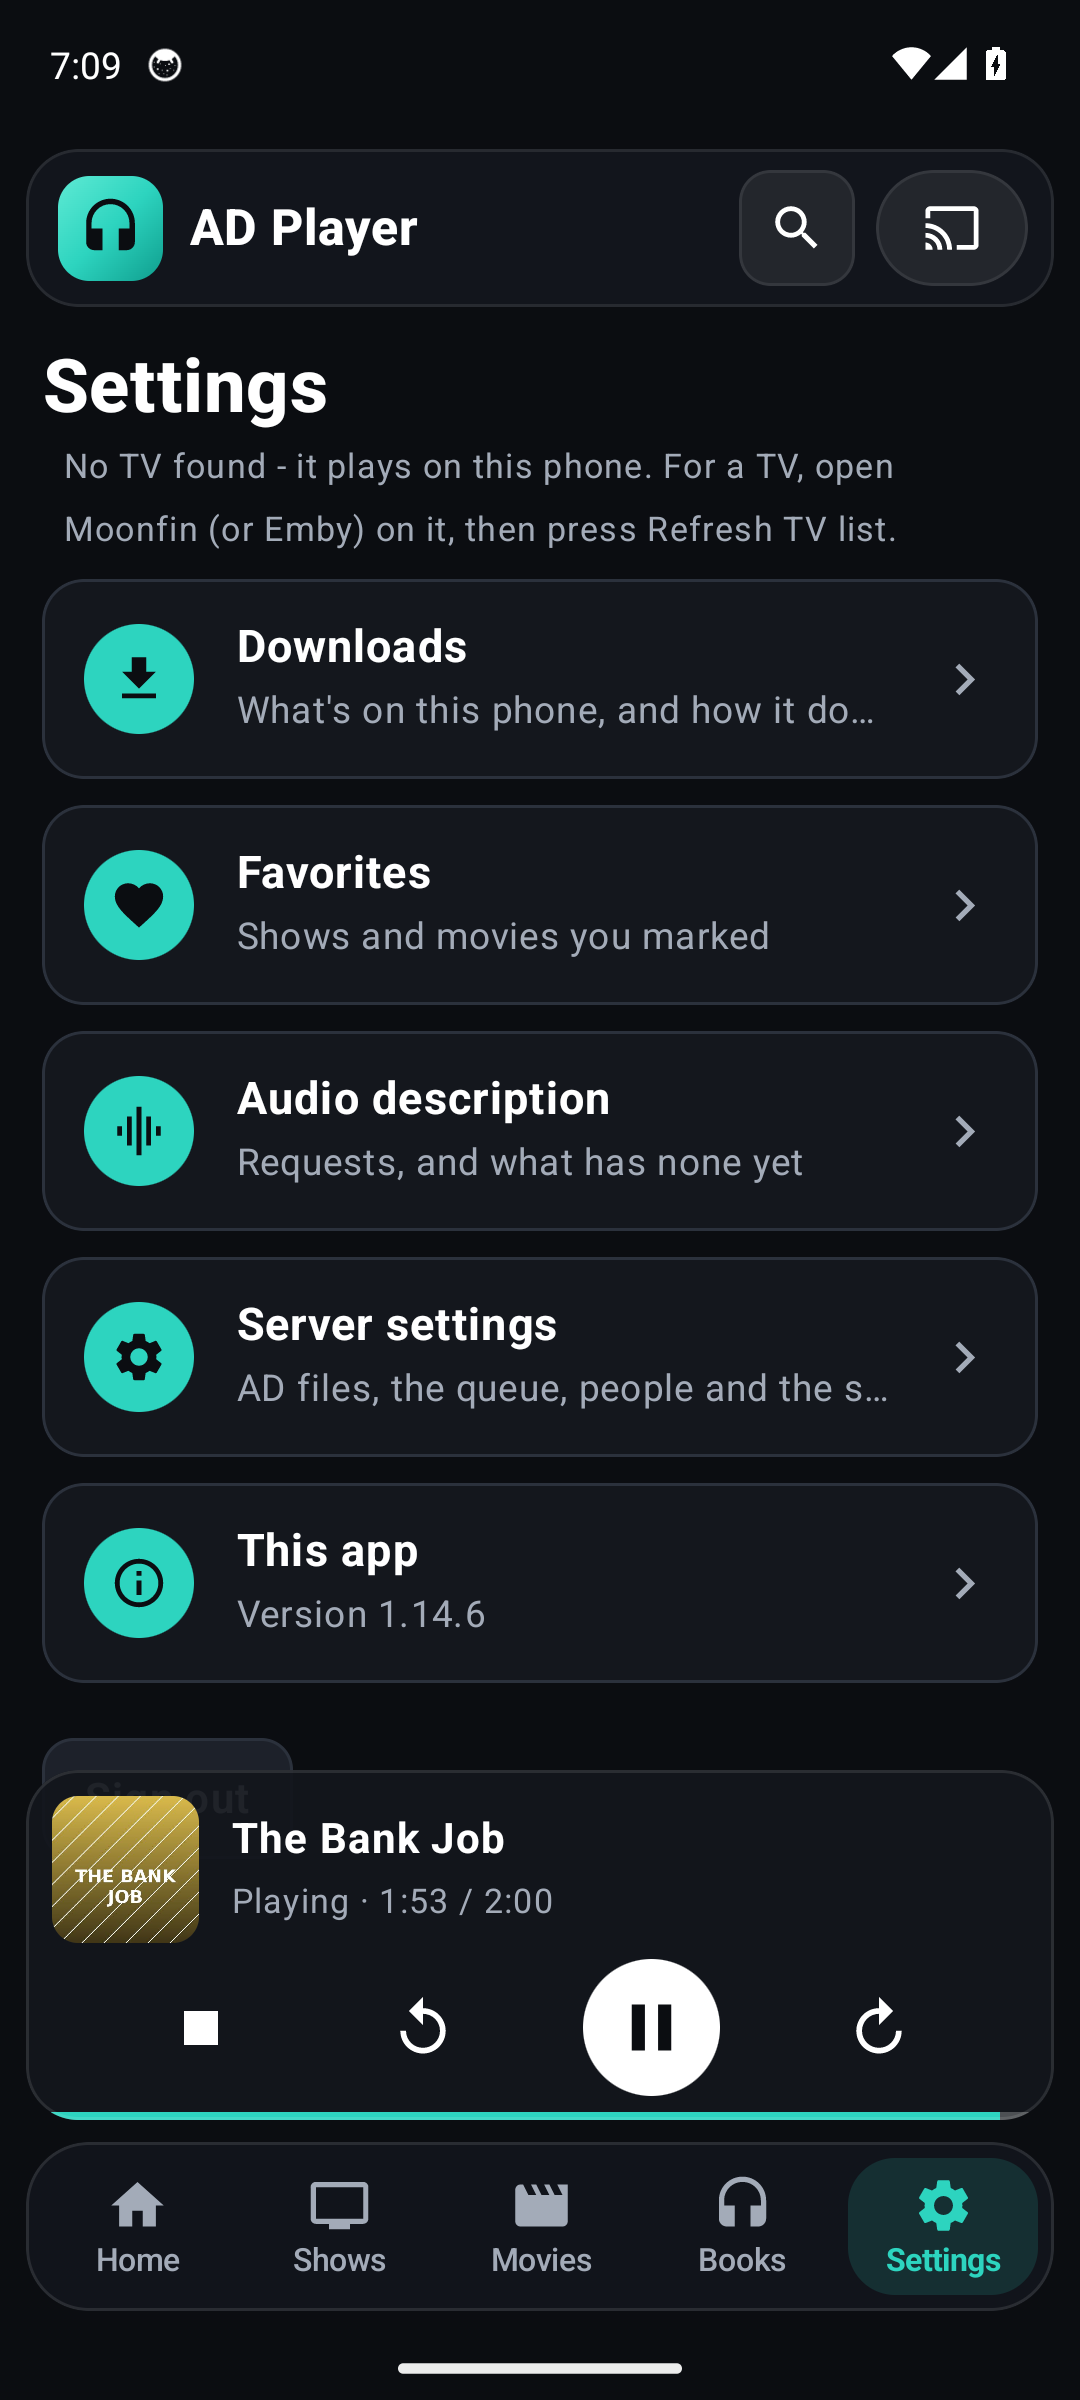 7:09
AD Player
Settings
No TV found - it plays on this phone. For a TV, open
Moonfin (or Emby) on it, then press Refresh TV list.
Downloads
What's on this phone, and how it do…
Favorites
Shows and movies you marked
Audio description
Requests, and what has none yet
Server settings
AD files, the queue, people and the s…
This app
Version 1.14.6
Sign out
THE BANK
JOB
The Bank Job
Playing · 1:53 / 2:00
Home
Shows
Movies
Books
Settings